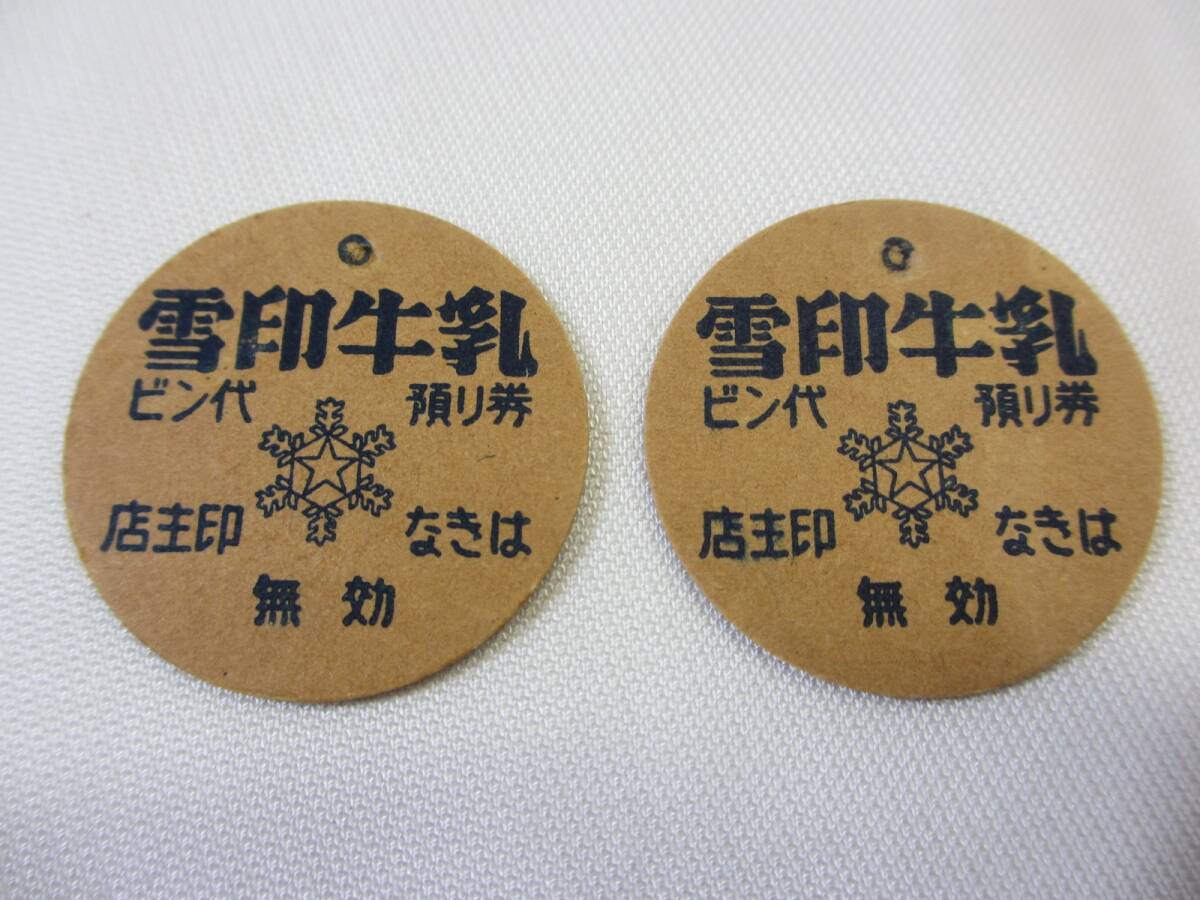 雪印牛乳
ビン代 預り券
店主印 なきは
無効
雪印牛乳
ビン代 預り券
店主印 なきは
無効